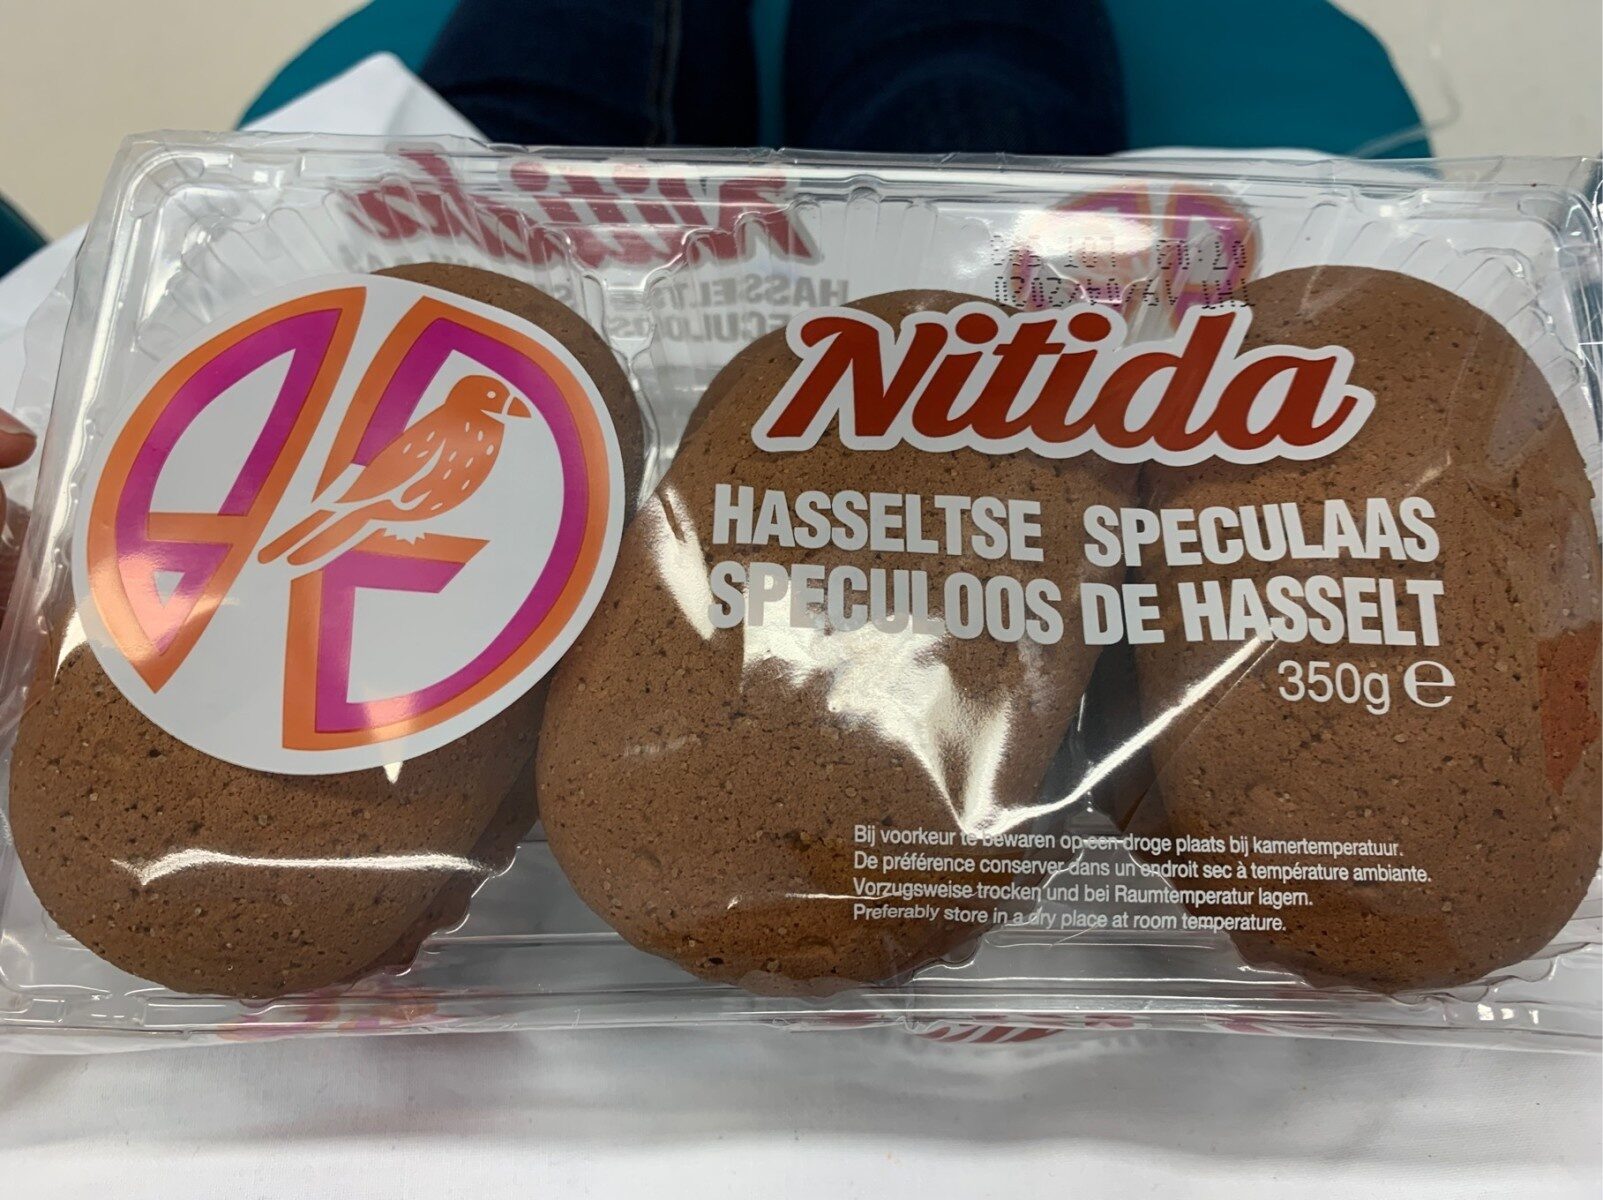 Nitida
HASSELTSE SPECULAAS
SPECULOOS DE HASSELT
350g ℮
Bij voorkeur te bewaren op een droge plaats bij kamertemperatuur.
De préférence conserver dans un endroit sec à température ambiante.
Vorzugsweise trocken und bei Raumtemperatur lagern.
Preferably store in a dry place at room temperature.